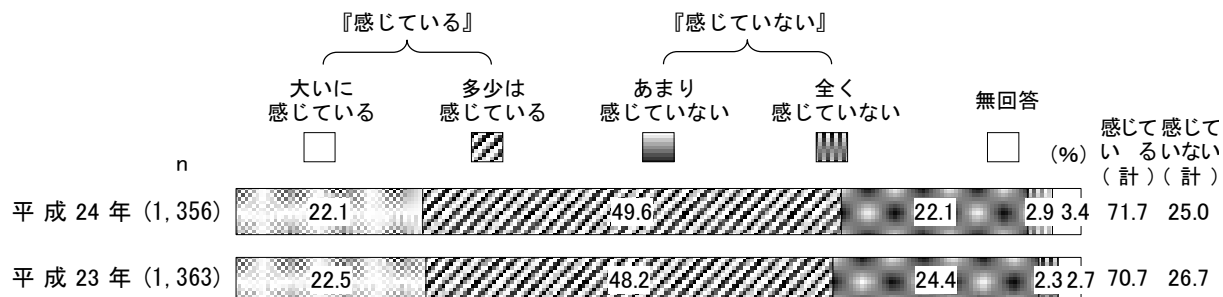 『感じている』 『感じていない』
大いに 多少は あまり 全く
感じている 感じている 感じていない 感じていない 無回答
感じて 感じて
n (%) い る いない
(計) (計)
平成24年 (1,356) 22.1 49.6 22.1 2.9 3.4 71.7 25.0
平成23年 (1,363) 22.5 48.2 24.4 2.3 2.7 70.7 26.7